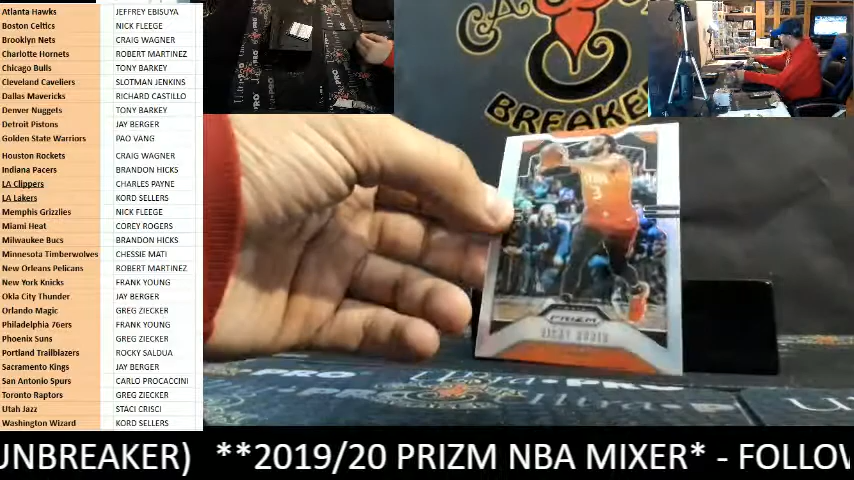 Atlanta Hawks JEFFREY EBISUYA
Boston Celtics NICK FLEEGE
Brooklyn Nets CRAIG WAGNER
Charlotte Hornets ROBERT MARTINEZ
Chicago Bulls TONY BARKEY
Cleveland Cavaliers SLOTMAN JENKINS
Dallas Mavericks RICHARD CASTILLO
Denver Nuggets TONY BARKEY
Detroit Pistons JAY BERGER
Golden State Warriors PAO VANG
Houston Rockets CRAIG WAGNER
Indiana Pacers BRANDON HICKS
LA Clippers CHARLES PAYNE
LA Lakers KORD SELLERS
Memphis Grizzlies NICK FLEEGE
Miami Heat COREY ROGERS
Milwaukee Bucs BRANDON HICKS
Minnesota Timberwolves CHESSIE MATI
New Orleans Pelicans ROBERT MARTINEZ
New York Knicks FRANK YOUNG
Okla City Thunder JAY BERGER
Orlando Magic GREG ZIECKER
Philadelphia 76ers FRANK YOUNG
Phoenix Suns GREG ZIECKER
Portland Trailblazers ROCKY SALDUA
Sacramento Kings JAY BERGER
San Antonio Spurs CARLO PROCACCINI
Toronto Raptors GREG ZIECKER
Utah Jazz STACI CRISCI
Washington Wizard KORD SELLERS
BREAKE
3
PRIZM
Ultra PRO
UNBREAKER) **2019/20 PRIZM NBA MIXER* - FOLLOW